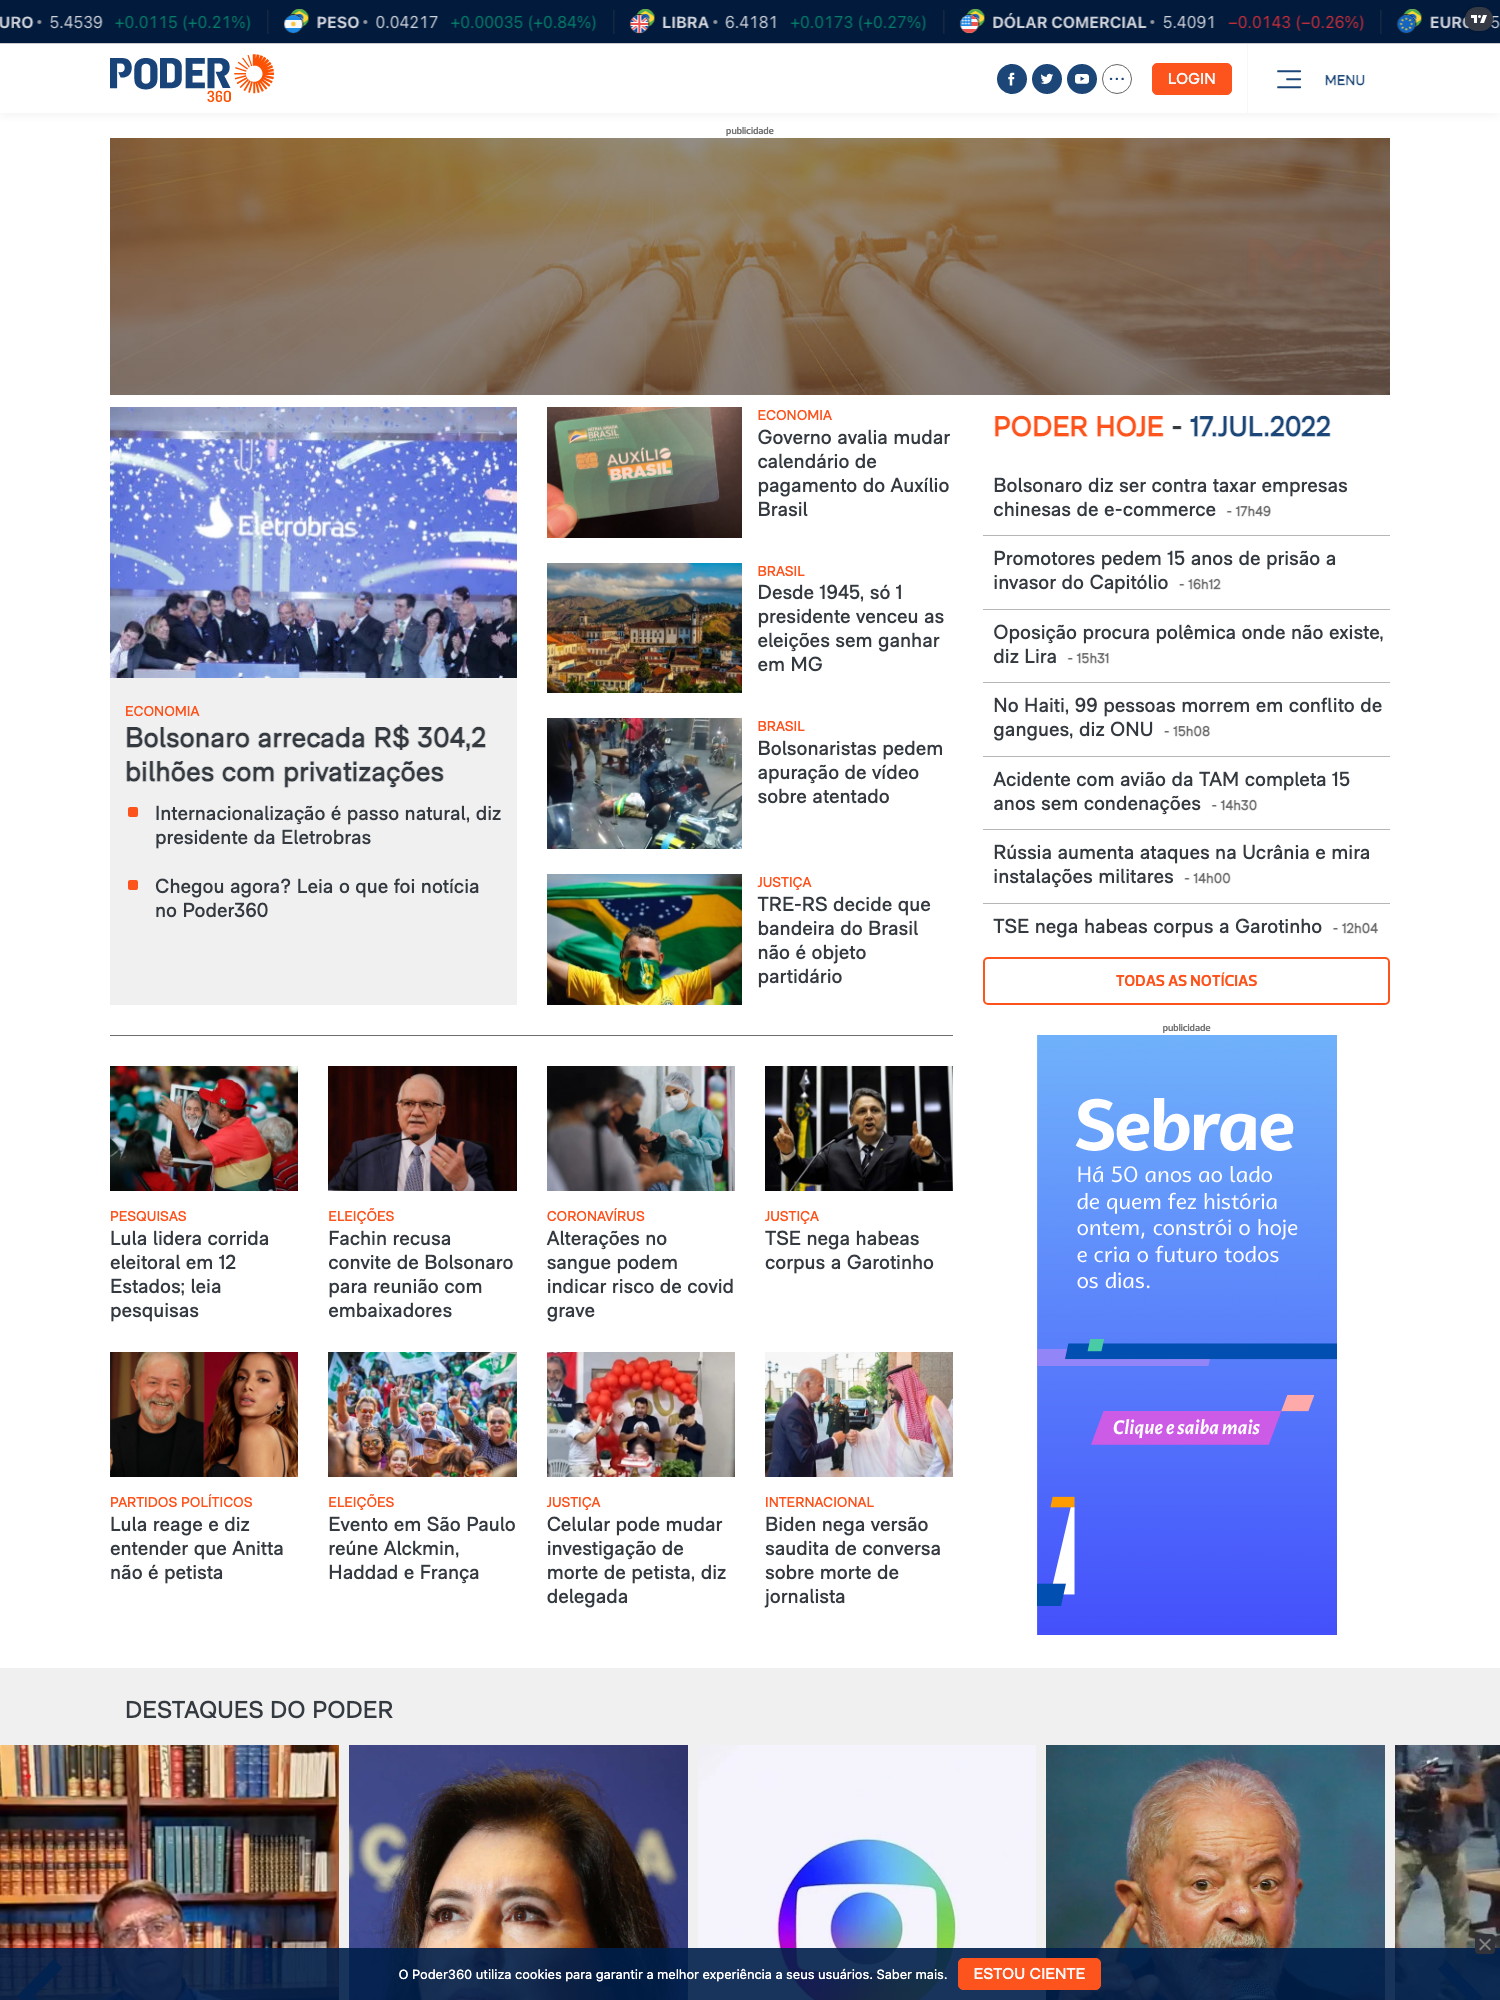 URO • 5.4539 +0.0115 (+0.21%) PESO • 0.04217 +0.00035 (+0.84%) LIBRA • 6.4181 +0.0173 (+0.27%) DÓLAR COMERCIAL • 5.4091 −0.0143 (−0.26%) EURO
PODER
360
LOGIN
MENU
publicidade
Eletrobras
ECONOMIA
Bolsonaro arrecada R$ 304,2
bilhões com privatizações
Internacionalização é passo natural, diz
presidente da Eletrobras
Chegou agora? Leia o que foi notícia
no Poder360
BRASIL
AUXÍLIO
BRASIL
ECONOMIA
Governo avalia mudar
calendário de
pagamento do Auxílio
Brasil
BRASIL
Desde 1945, só 1
presidente venceu as
eleições sem ganhar
em MG
BRASIL
Bolsonaristas pedem
apuração de vídeo
sobre atentado
JUSTIÇA
TRE-RS decide que
bandeira do Brasil
não é objeto
partidário
PODER HOJE - 17.JUL.2022
Bolsonaro diz ser contra taxar empresas
chinesas de e-commerce - 17h49
Promotores pedem 15 anos de prisão a
invasor do Capitólio - 16h12
Oposição procura polêmica onde não existe,
diz Lira - 15h31
No Haiti, 99 pessoas morrem em conflito de
gangues, diz ONU - 15h08
Acidente com avião da TAM completa 15
anos sem condenações - 14h30
Rússia aumenta ataques na Ucrânia e mira
instalações militares - 14h00
TSE nega habeas corpus a Garotinho - 12h04
TODAS AS NOTÍCIAS
PESQUISAS
Lula lidera corrida
eleitoral em 12
Estados; leia
pesquisas
ELEIÇÕES
Fachin recusa
convite de Bolsonaro
para reunião com
embaixadores
CORONAVÍRUS
Alterações no
sangue podem
indicar risco de covid
grave
JUSTIÇA
TSE nega habeas
corpus a Garotinho
PARTIDOS POLÍTICOS
Lula reage e diz
entender que Anitta
não é petista
ELEIÇÕES
Evento em São Paulo
reúne Alckmin,
Haddad e França
JUSTIÇA
Celular pode mudar
investigação de
morte de petista, diz
delegada
INTERNACIONAL
Biden nega versão
saudita de conversa
sobre morte de
jornalista
publicidade
Sebrae
Há 50 anos ao lado
de quem fez história
ontem, constrói o hoje
e cria o futuro todos
os dias.
Clique e saiba mais
DESTAQUES DO PODER
O Poder360 utiliza cookies para garantir a melhor experiência a seus usuários. Saber mais.
ESTOU CIENTE